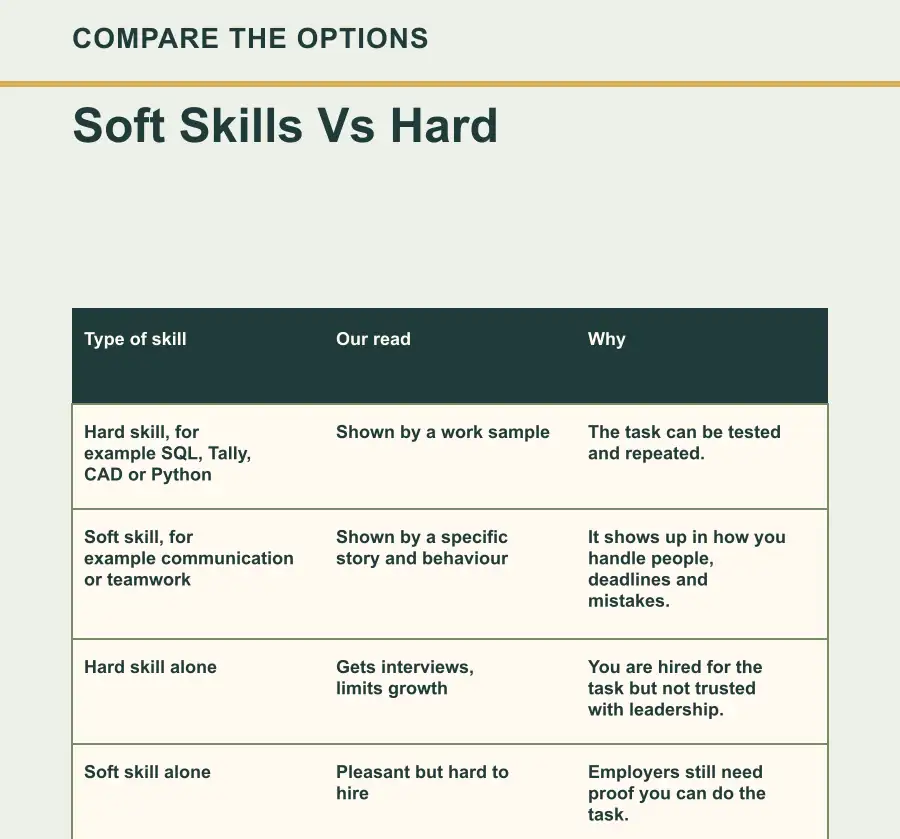 COMPARE THE OPTIONS
Soft Skills Vs Hard
Type of skill
Our read
Why
Hard skill, for
example SQL, Tally,
CAD or Python
Shown by a work sample
The task can be tested
and repeated.
Soft skill, for
example communication
or teamwork
Shown by a specific
story and behaviour
It shows up in how you
handle people,
deadlines and
mistakes.
Hard skill alone
Gets interviews,
limits growth
You are hired for the
task but not trusted
with leadership.
Soft skill alone
Pleasant but hard to
hire
Employers still need
proof you can do the
task.